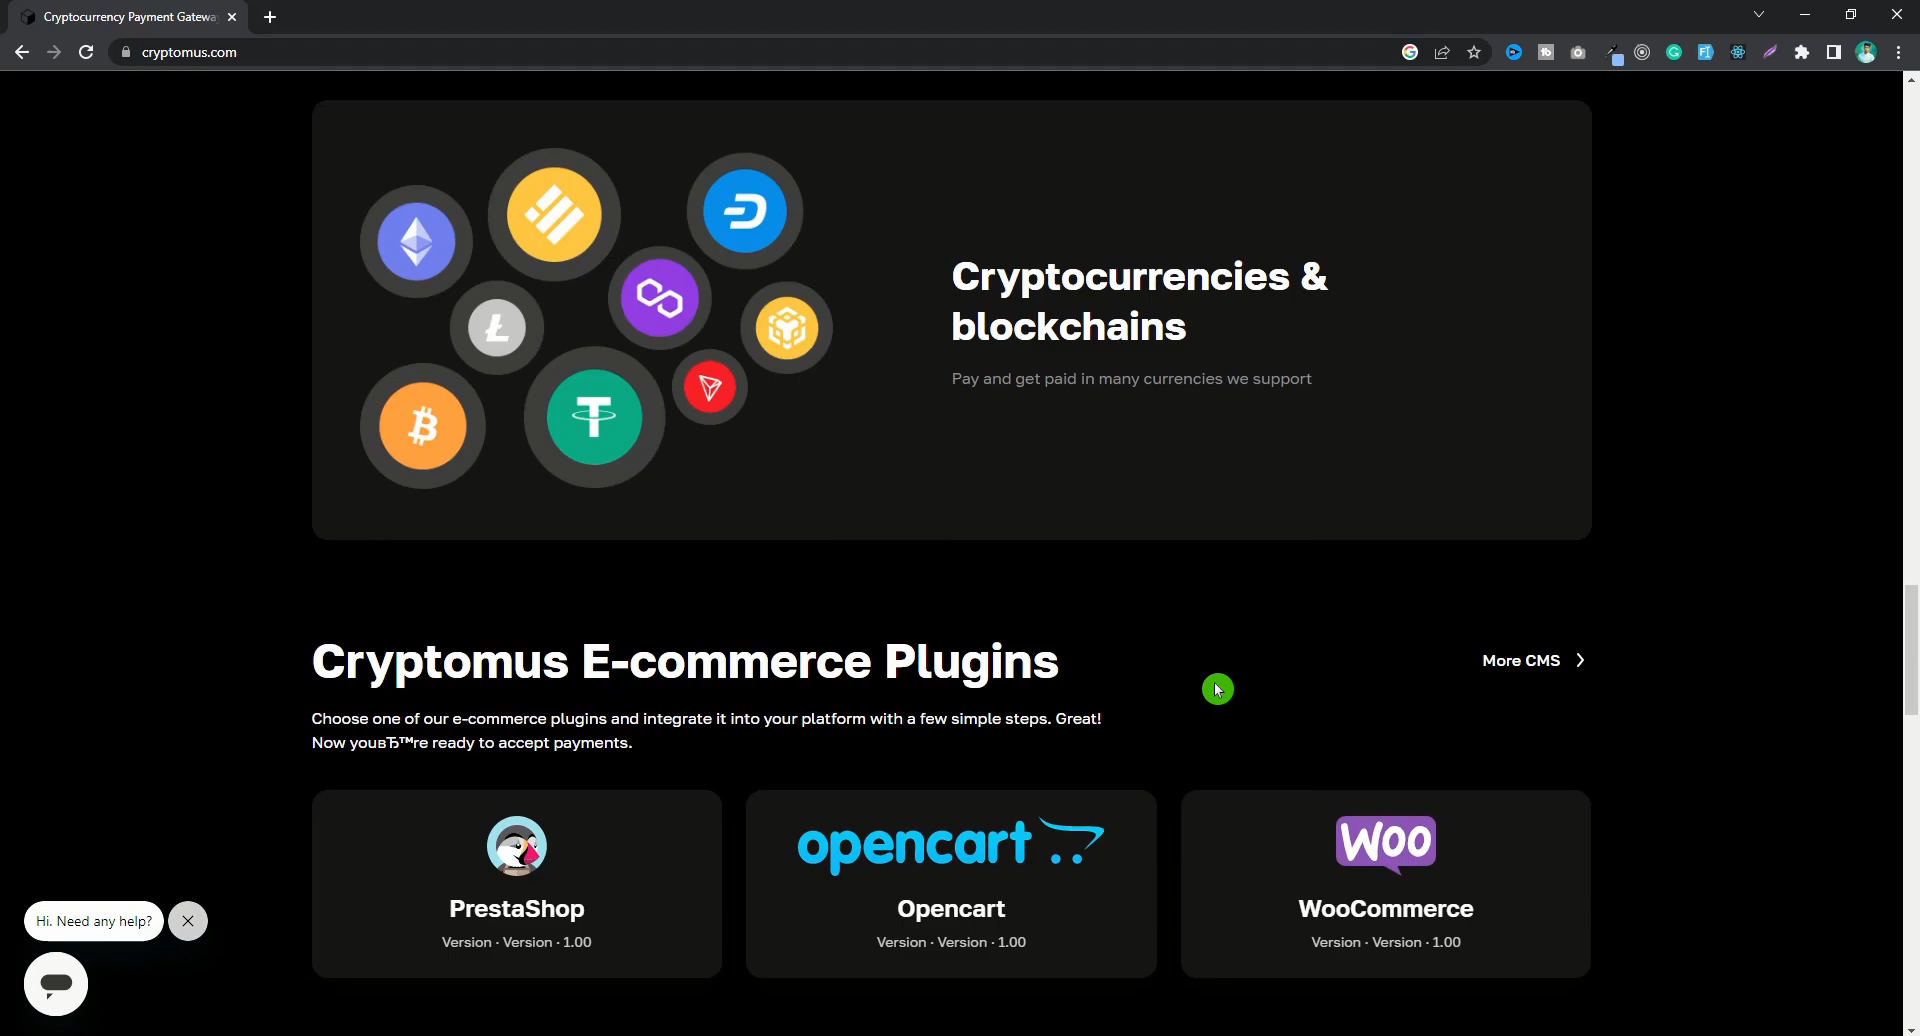 Cryptocurrency Payment Gateway
cryptomus.com
Cryptocurrencies &
blockchains
Pay and get paid in many currencies we support
Cryptomus E-commerce Plugins
More CMS
Choose one of our e-commerce plugins and integrate it into your platform with a few simple steps. Great!
Now youвЂ™re ready to accept payments.
opencart
WOO
PrestaShop
Opencart
WooCommerce
Version · Version · 1.00
Version · Version · 1.00
Version · Version · 1.00
Hi. Need any help?